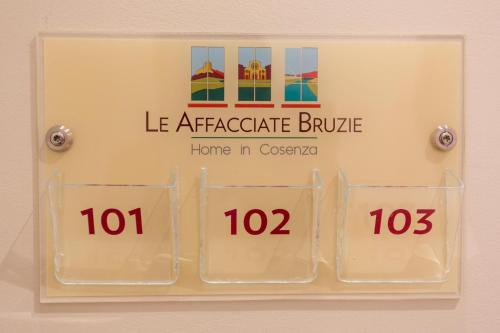 LE AFFACCIATE BRUZIE
Home in Cosenza
101 102 103